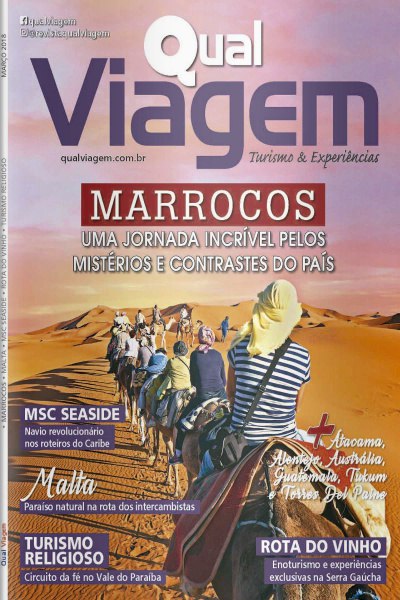 qualviagem
@revistaqualviagem
Qual
Viagem
Turismo & Experiências
qualviagem.com.br
MARROCOS
UMA JORNADA INCRÍVEL PELOS
MISTÉRIOS E CONTRASTES DO PAÍS
MSC SEASIDE
Navio revolucionário
nos roteiros do Caribe
Malta
Paraíso natural na rota dos intercambistas
TURISMO
RELIGIOSO
Circuito da fé no Vale do Paraíba
+ Atacama,
Alentejo, Austrália,
Guatemala, Tulum
e Torres Del Paine
ROTA DO VINHO
Enoturismo e experiências
exclusivas na Serra Gaúcha
MARÇO 2018
• MARROCOS • MALTA • MSC SEASIDE • ROTA DO VINHO • TURISMO RELIGIOSO
Qual Viagem